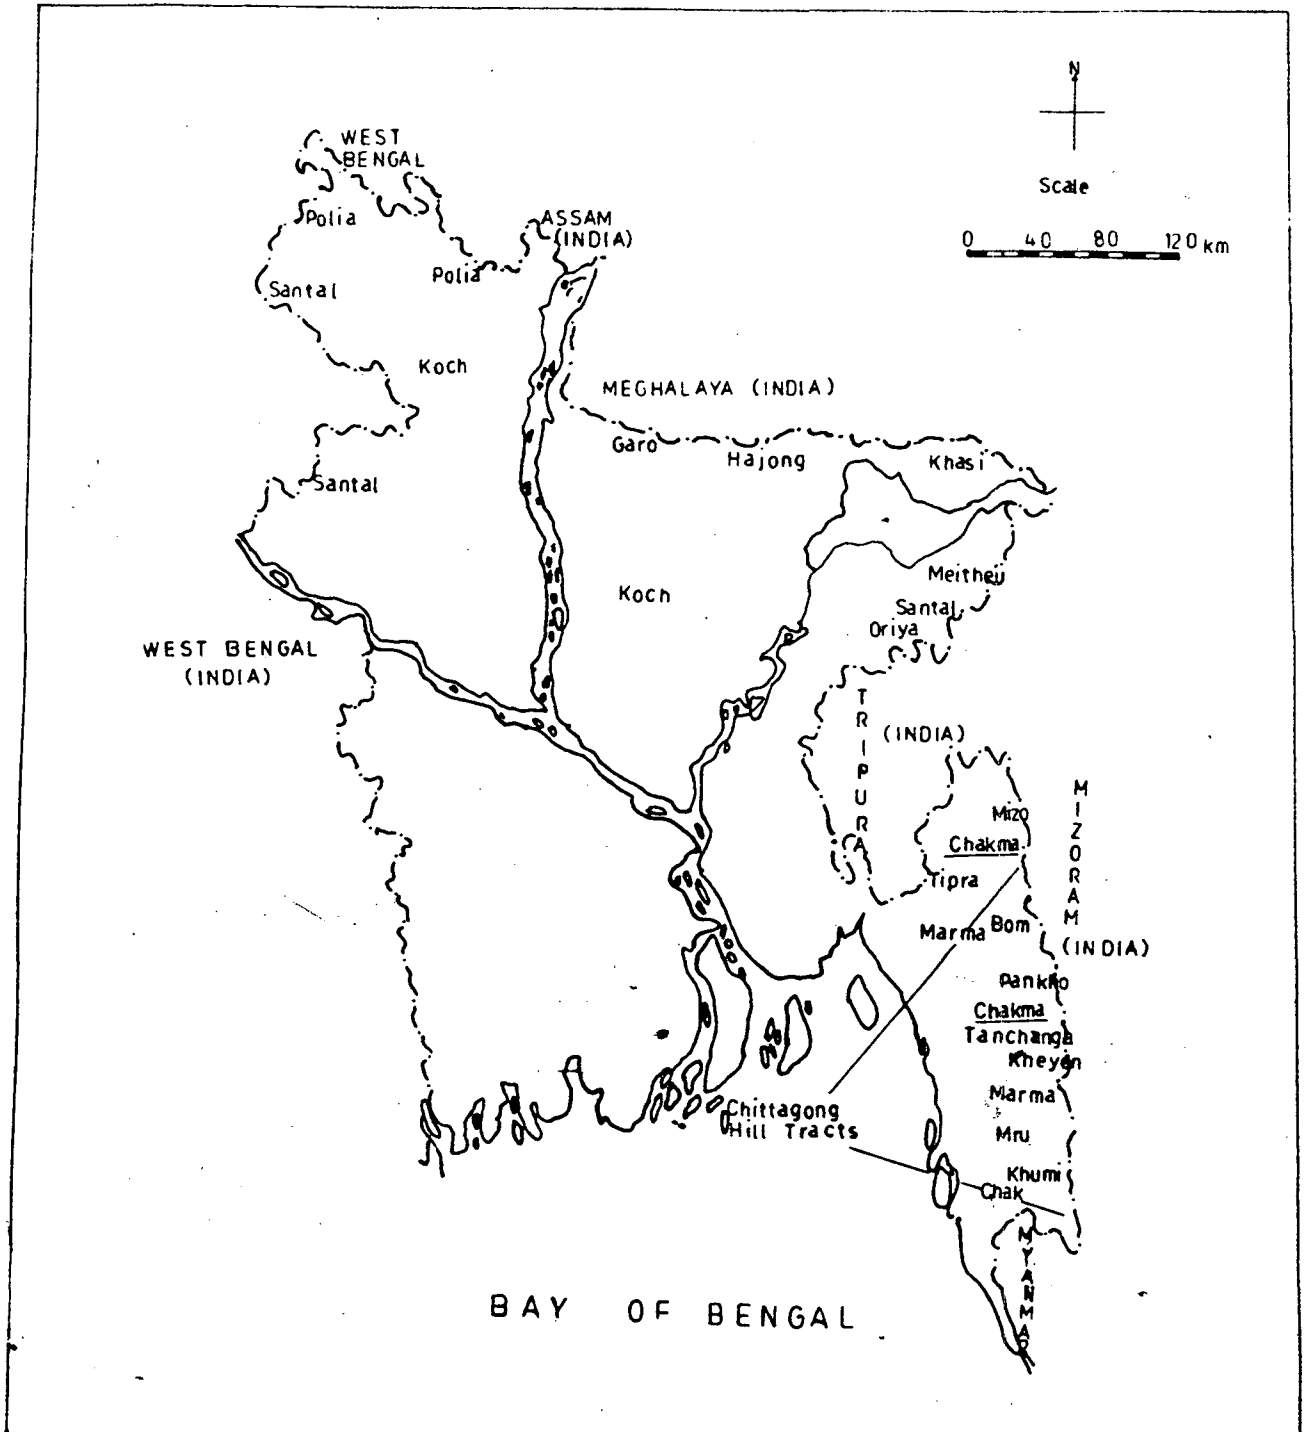 N
WEST
BENGAL
Scale
0 40 80 120 km
Polia
ASSAM
(INDIA)
Polia
Santal
Koch
MEGHALAYA (INDIA)
Garo
Hajong
Khasi
Santal
Meitheii
Koch
Santal
Oriya
WEST BENGAL
(INDIA)
TRIPURA
(INDIA)
MIZORAM
(INDIA)
Mizo
Chakma
Tipra
Marma
Bom
Pankho
Chakma
Tanchanga
Kheyen
Marma
Chittagong
Hill Tracts
Mru
Khumi
Chak
MYANMAR
BAY OF BENGAL